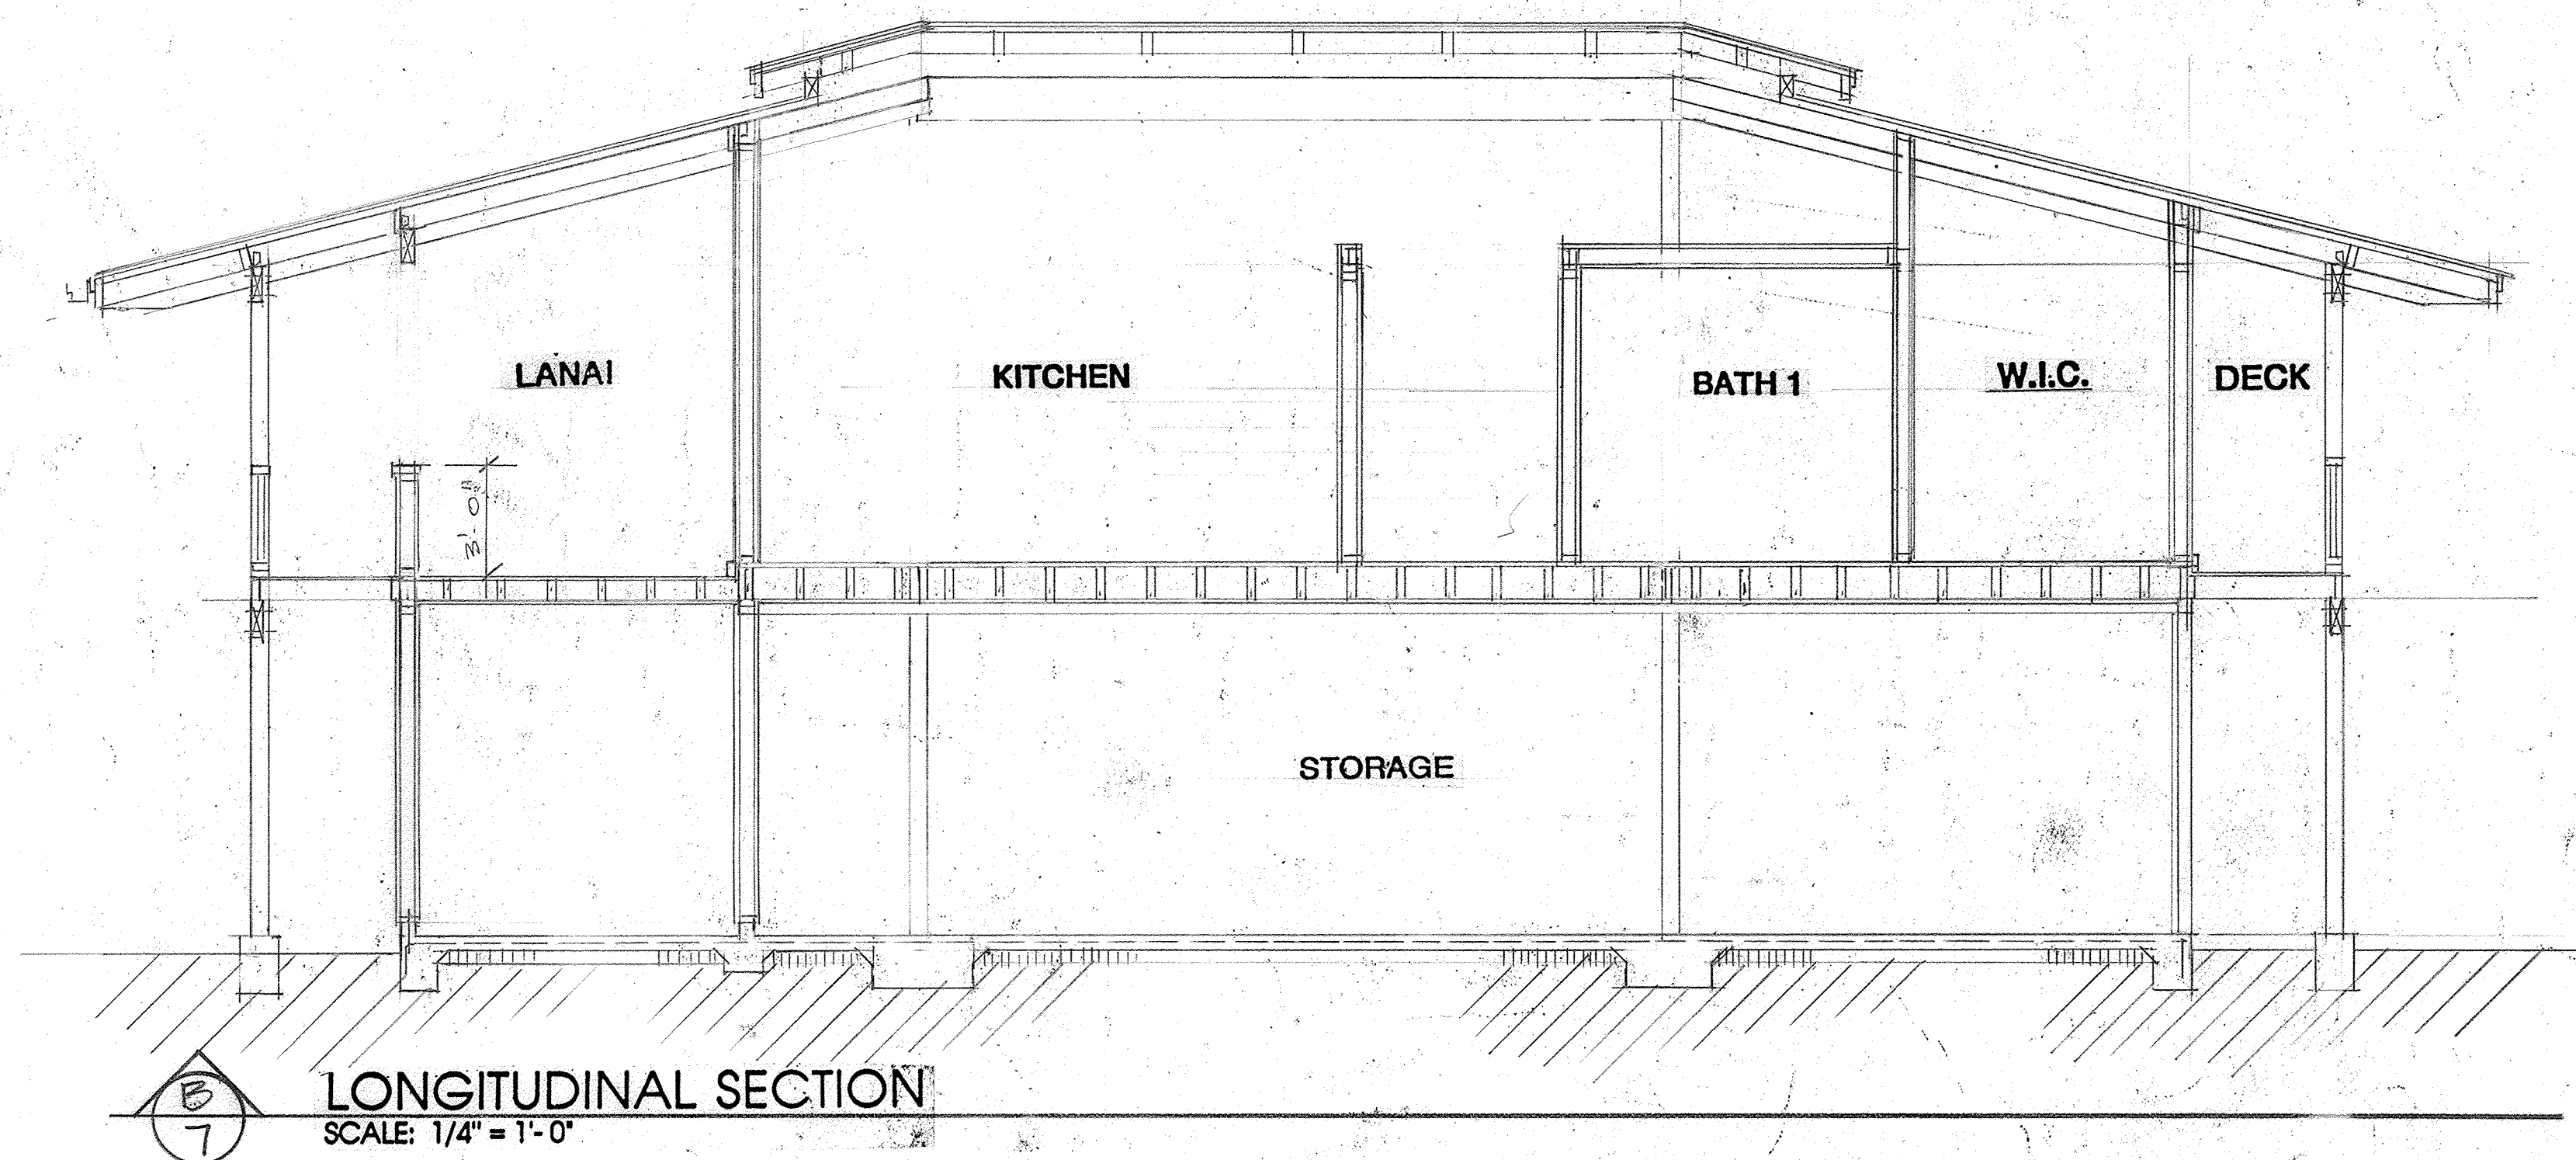 LANAI
KITCHEN
BATH 1
W.I.C.
DECK
3'-0"
STORAGE
B
7
LONGITUDINAL SECTION
SCALE: 1/4" = 1'-0"